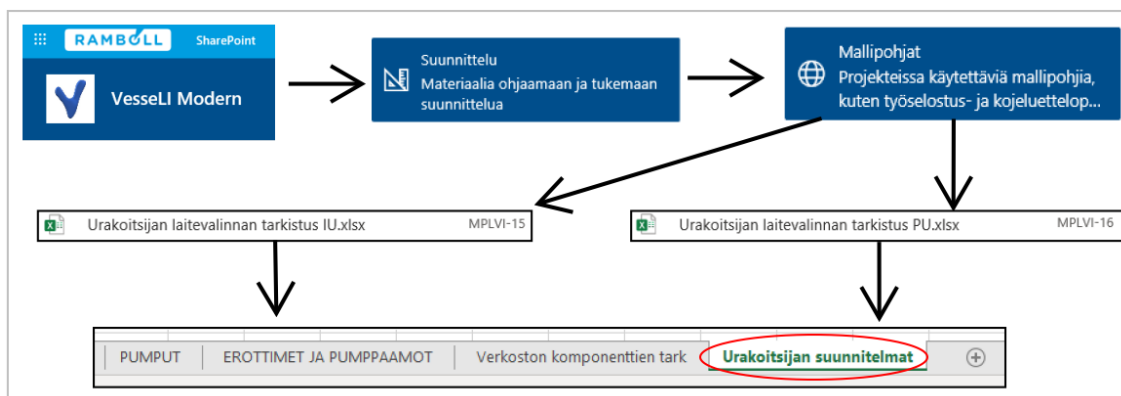 RAMBOLL SharePoint
VesseLI Modern
Suunnittelu
Materiaalia ohjaamaan ja tukemaan
suunnittelua
Mallipohjat
Projekteissa käytettäviä mallipohjia,
kuten työselostus- ja kojeluettelop...
Urakoitsijan laitevalinnan tarkistus IU.xlsx MPLVI-15
Urakoitsijan laitevalinnan tarkistus PU.xlsx MPLVI-16
PUMPUT EROTTIMET JA PUMPPAAMOT Verkoston komponenttien tark Urakoitsijan suunnitelmat